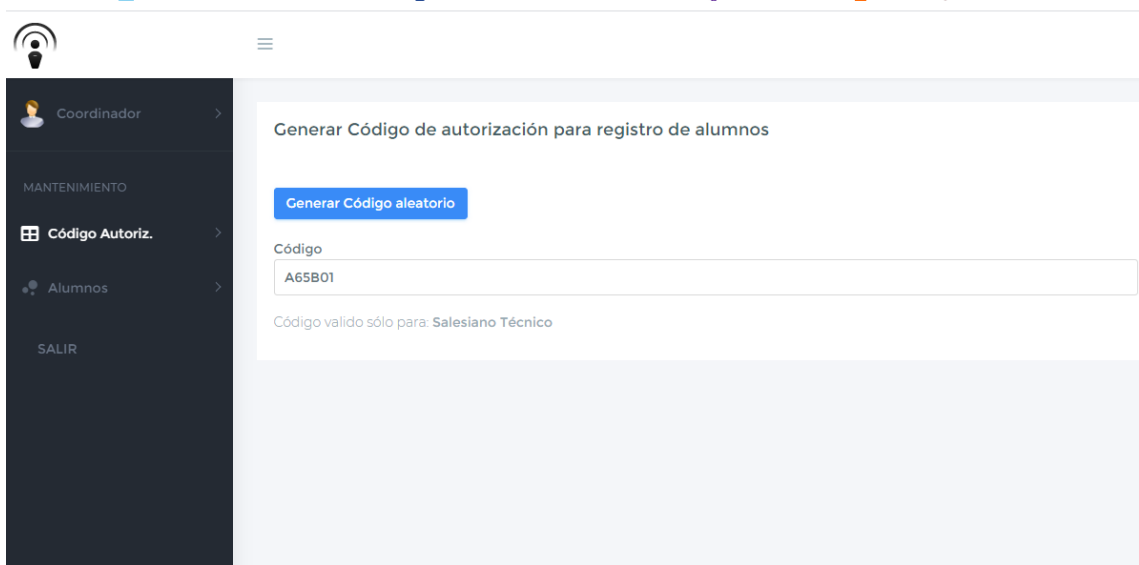 Coordinador
MANTENIMIENTO
Código Autoriz.
Alumnos
SALIR
Generar Código de autorización para registro de alumnos
Generar Código aleatorio
Código
A65B01
Código valido sólo para: Salesiano Técnico